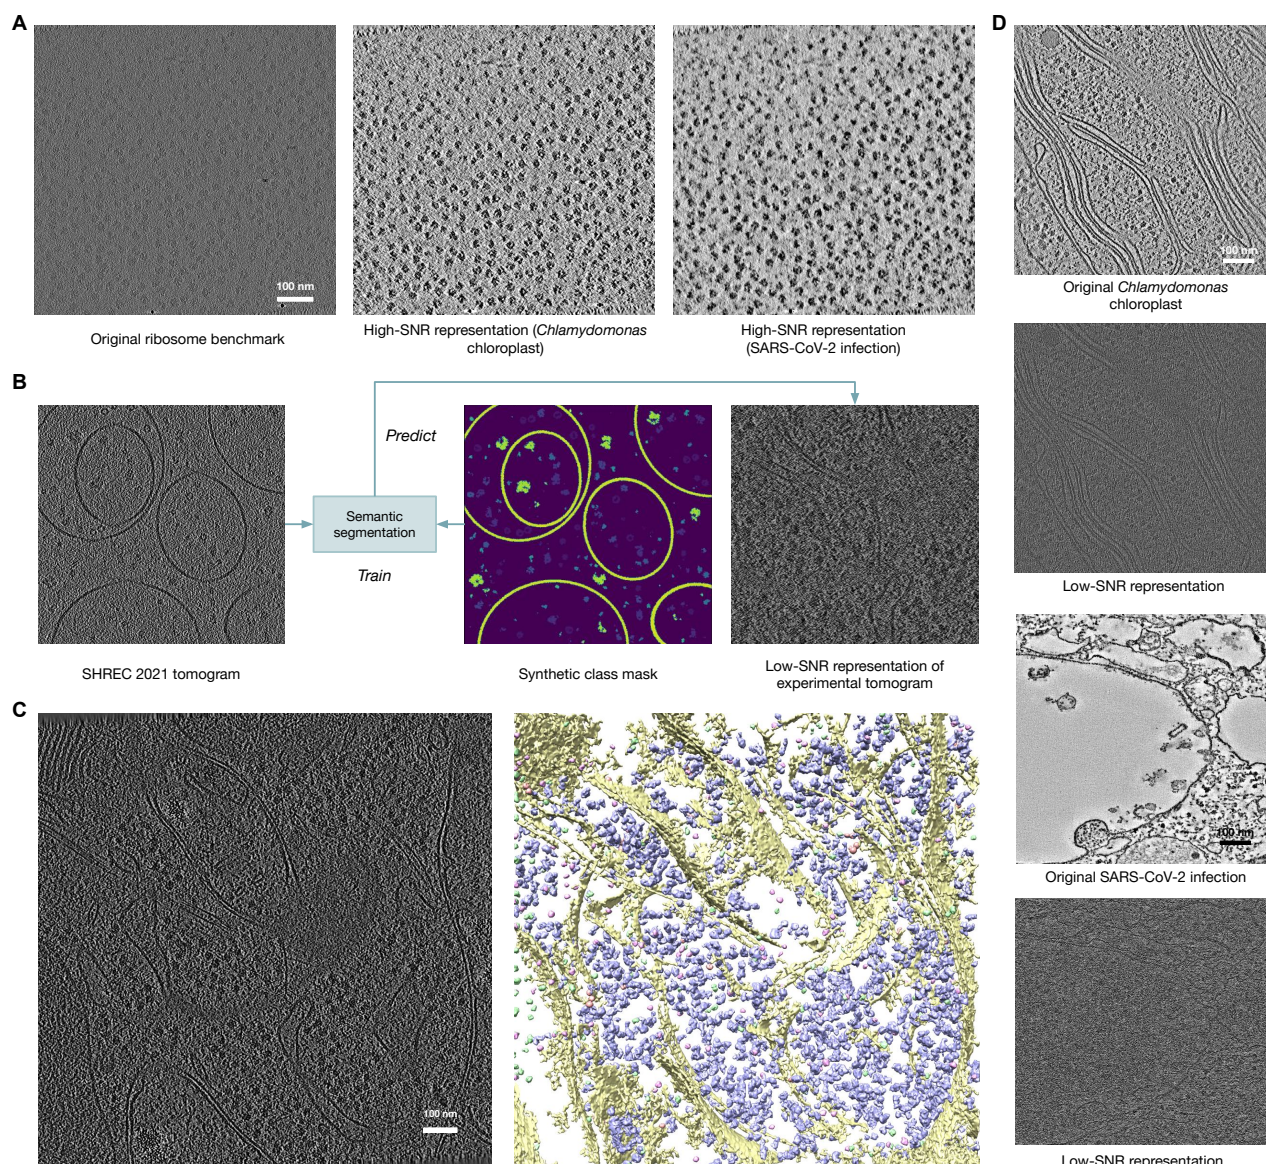 A
100 nm
Original ribosome benchmark
High-SNR representation (Chlamydomonas
chloroplast)
High-SNR representation
(SARS-CoV-2 infection)
B
Predict
Semantic
segmentation
Train
SHREC 2021 tomogram
Synthetic class mask
Low-SNR representation of
experimental tomogram
C
100 nm
D
100 nm
Original Chlamydomonas
chloroplast
Low-SNR representation
100 nm
Original SARS-CoV-2 infection
Low-SNR representation